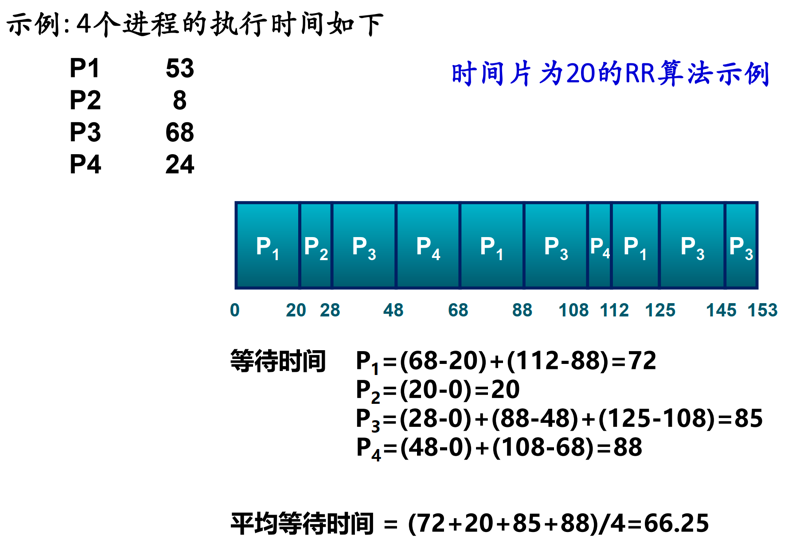 示例: 4个进程的执行时间如下
P1 53
时间片为20的RR算法示例
P2 8
P3 68
P4 24
P1 P2 P3 P4 P1 P3 P4 P1 P3 P3
0 20 28 48 68 88 108 112 125 145 153
等待时间 P1=(68-20)+(112-88)=72
P2=(20-0)=20
P3=(28-0)+(88-48)+(125-108)=85
P4=(48-0)+(108-68)=88
平均等待时间 = (72+20+85+88)/4=66.25